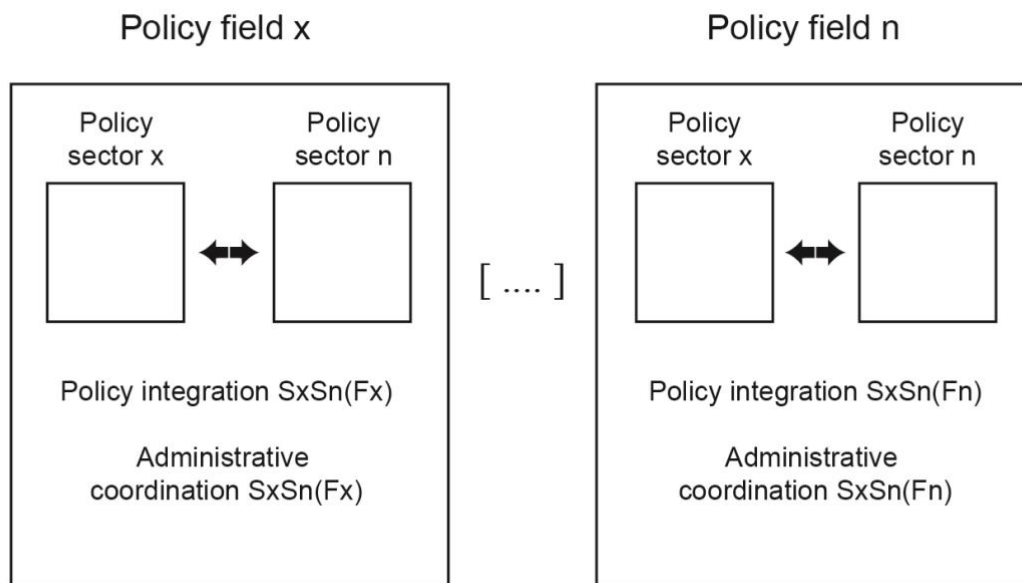 Policy field x
Policy field n
Policy
sector x
Policy
sector n
Policy integration SxSn(Fx)
Administrative
coordination SxSn(Fx)
[ .... ]
Policy
sector x
Policy
sector n
Policy integration SxSn(Fn)
Administrative
coordination SxSn(Fn)